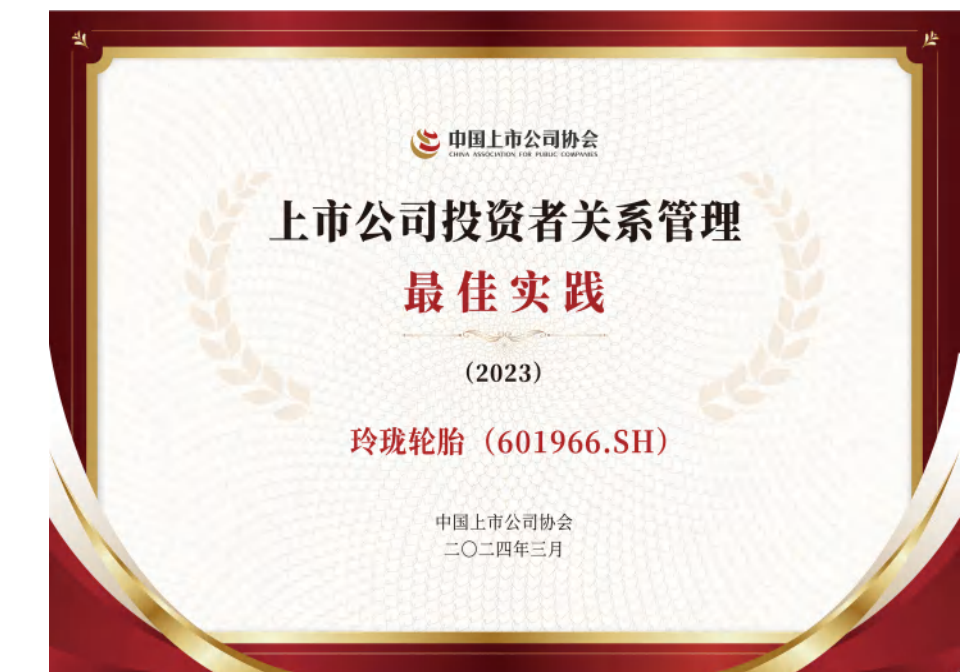 中国上市公司协会
CHINA ASSOCIATION FOR PUBLIC COMPANIES
上市公司投资者关系管理
最佳实践
(2023)
玲珑轮胎（601966.SH）
中国上市公司协会
二〇二四年三月